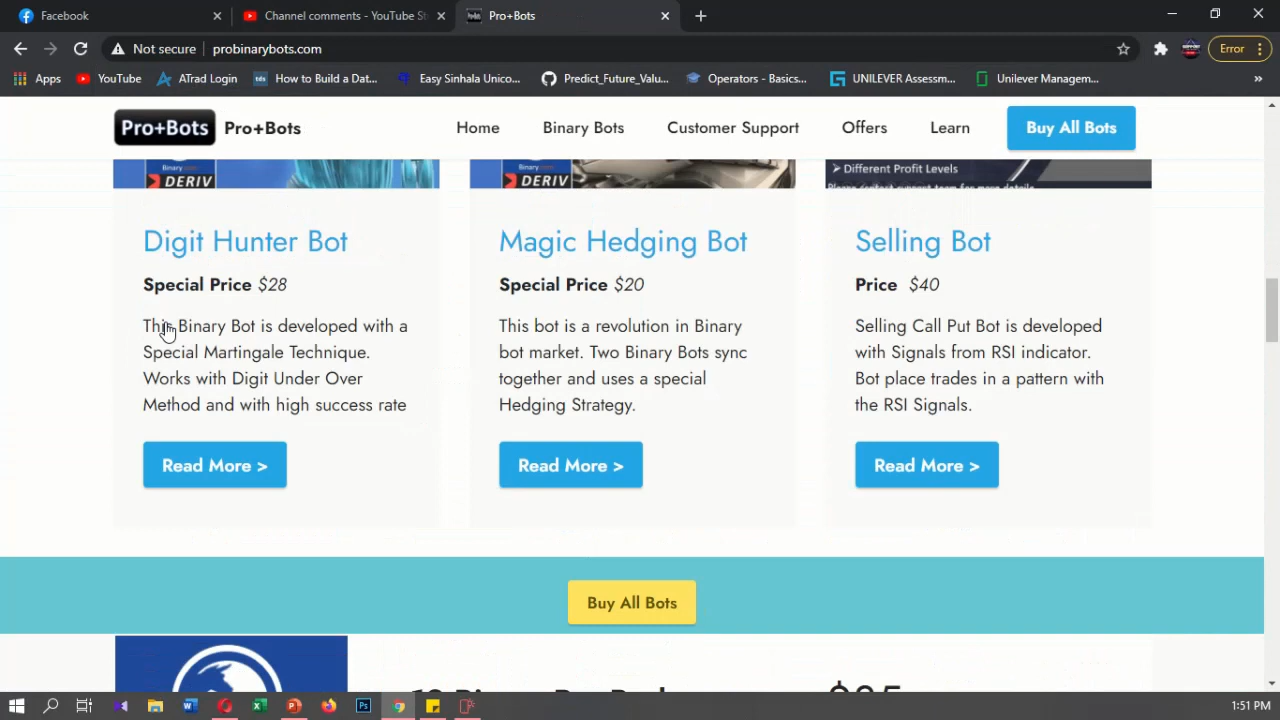 Facebook
Channel comments - YouTube St
Pro+Bots
Not secure
probinarybots.com
Error
Apps
YouTube
ATrad Login
tds
How to Build a Dat...
Easy Sinhala Unico...
Predict_Future_Valu...
Operators - Basics...
UNILEVER Assessm...
Unilever Managem...
Pro+Bots
Pro+Bots
Home
Binary Bots
Customer Support
Offers
Learn
Buy All Bots
Binary
DERIV
Binary
DERIV
➢ Different Profit Levels
Please contact support team for more details
Digit Hunter Bot
Special Price $28
This Binary Bot is developed with a
Special Martingale Technique.
Works with Digit Under Over
Method and with high success rate
Read More >
Magic Hedging Bot
Special Price $20
This bot is a revolution in Binary
bot market. Two Binary Bots sync
together and uses a special
Hedging Strategy.
Read More >
Selling Bot
Price $40
Selling Call Put Bot is developed
with Signals from RSI indicator.
Bot place trades in a pattern with
the RSI Signals.
Read More >
Buy All Bots
1:51 PM